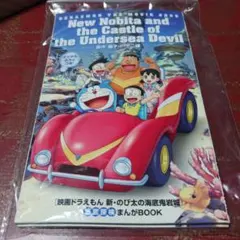 DORAEMON THE MOVIE 2026
New Nobita and
the Castle of
the Undersea Devil
映画ドラえもん 新・のび太の海底鬼岩城
まんがBOOK